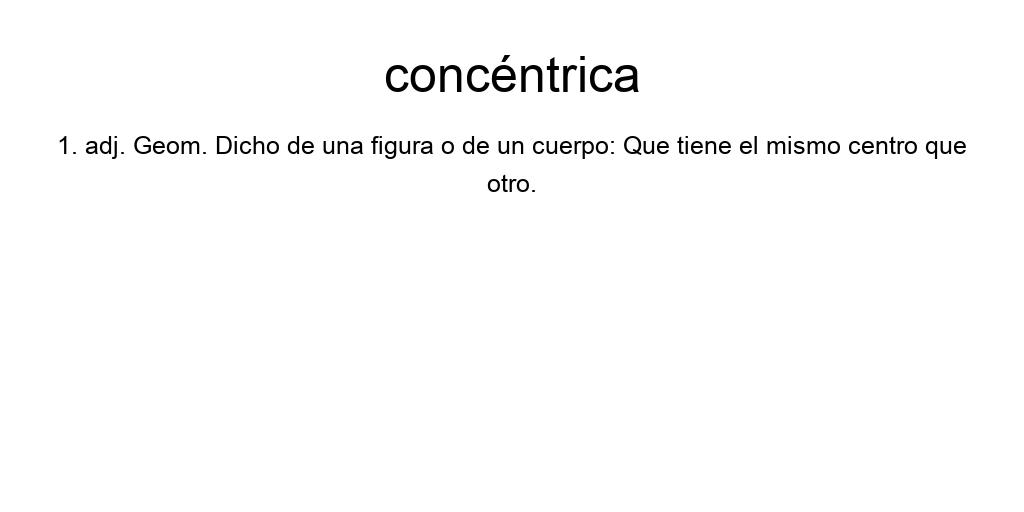 concéntrica
1. adj. Geom. Dicho de una figura o de un cuerpo: Que tiene el mismo centro que
otro.